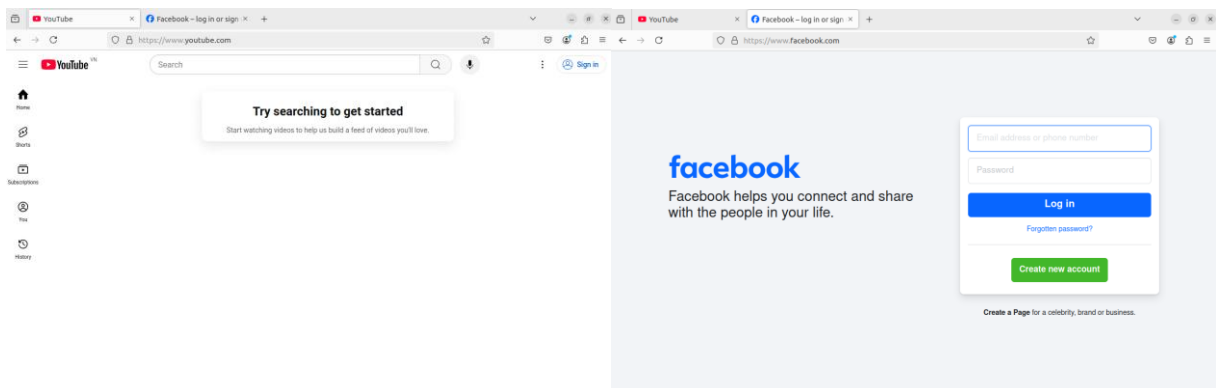 YouTube
Facebook – log in or sign
https://www.youtube.com
YouTube VN
Search
Sign in
Home
Shorts
Subscriptions
You
History
Try searching to get started
Start watching videos to help us build a feed of videos you'll love.
YouTube
Facebook – log in or sign
https://www.facebook.com
facebook
Facebook helps you connect and share
with the people in your life.
Email address or phone number
Password
Log in
Forgotten password?
Create new account
Create a Page for a celebrity, brand or business.